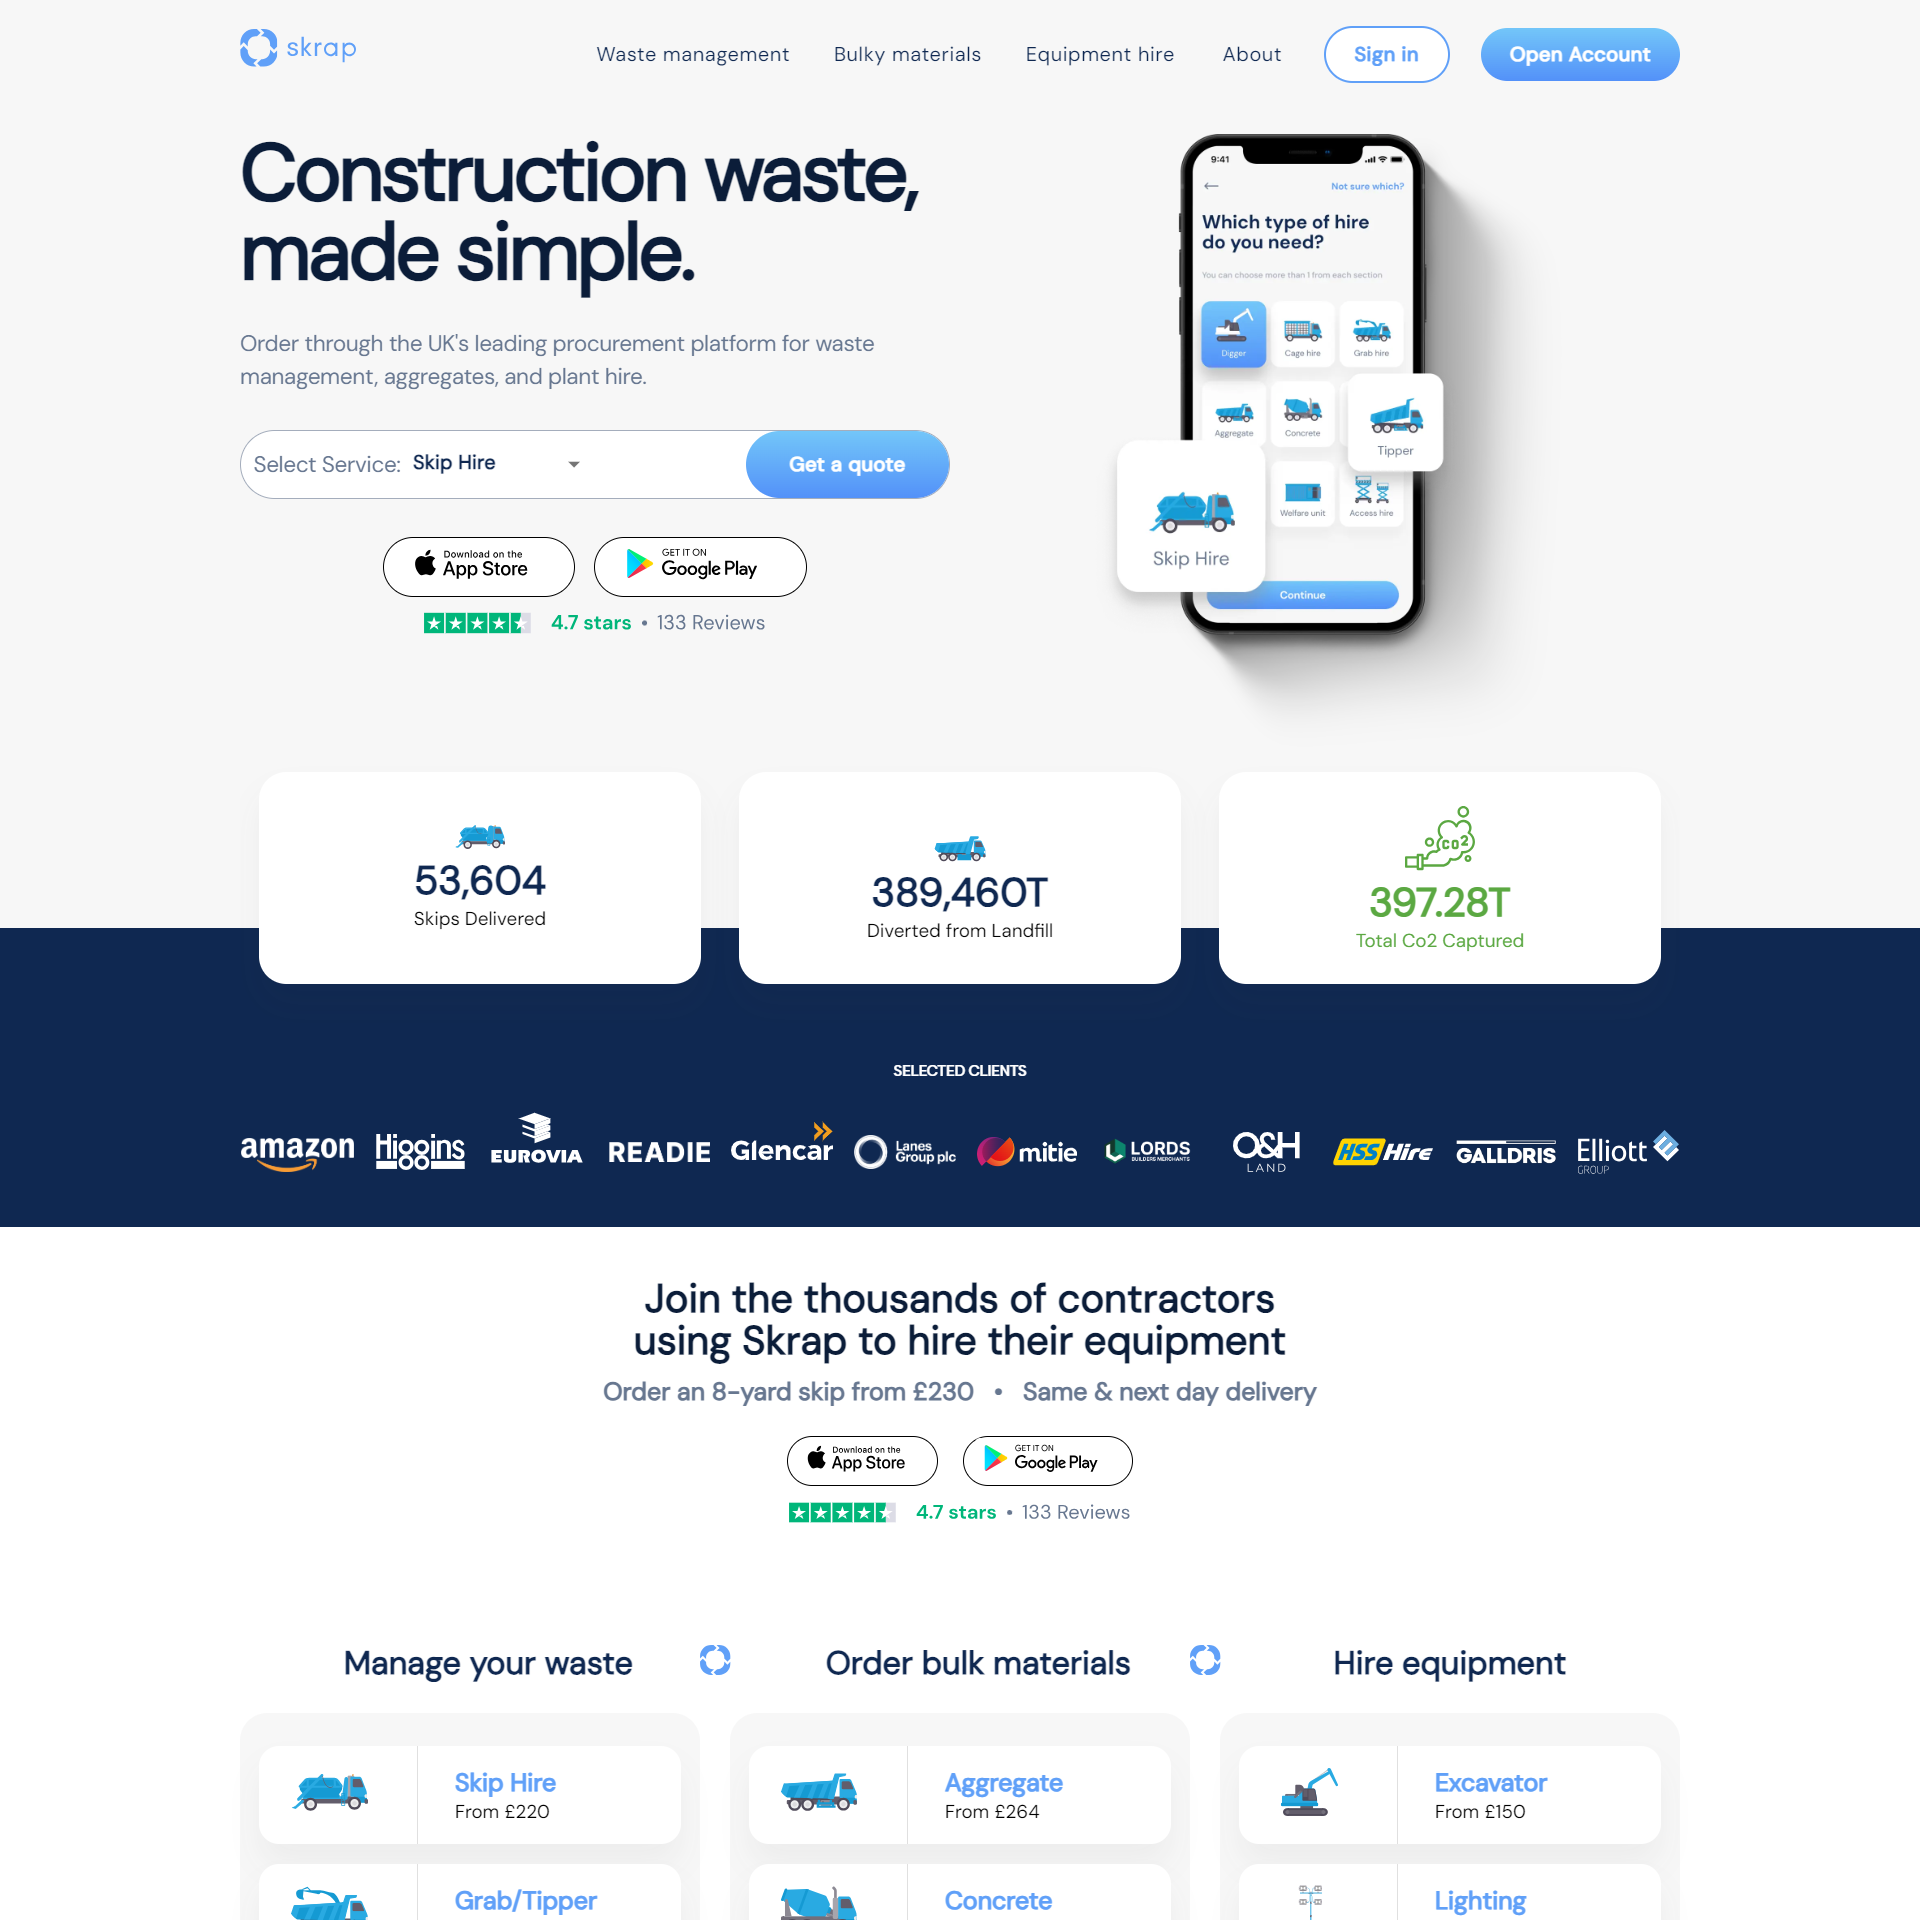 skrap
Waste management
Bulky materials
Equipment hire
About
Sign in
Open Account
Construction waste,
made simple.
Order through the UK's leading procurement platform for waste
management, aggregates, and plant hire.
Select Service: Skip Hire
Get a quote
Download on the
App Store
GET IT ON
Google Play
4.7 stars • 133 Reviews
9:41
Not sure which?
Which type of hire
do you need?
You can choose more than 1 from each section
Digger
Cage hire
Grab hire
Aggregate
Concrete
Tipper
Skip Hire
Welfare unit
Access hire
Continue
53,604
Skips Delivered
389,460T
Diverted from Landfill
CO2
397.28T
Total Co2 Captured
SELECTED CLIENTS
amazon
Higgins
EUROVIA
READIE
Glencar
Lanes
Group plc
mitie
LORDS
BUILDERS MERCHANTS
O&H
LAND
HSS Hire
GALLDRIS
Elliott
GROUP
Join the thousands of contractors
using Skrap to hire their equipment
Order an 8-yard skip from £230 • Same & next day delivery
Download on the
App Store
GET IT ON
Google Play
4.7 stars • 133 Reviews
Manage your waste
Order bulk materials
Hire equipment
Skip Hire
From £220
Aggregate
From £264
Excavator
From £150
Grab/Tipper
Concrete
Lighting